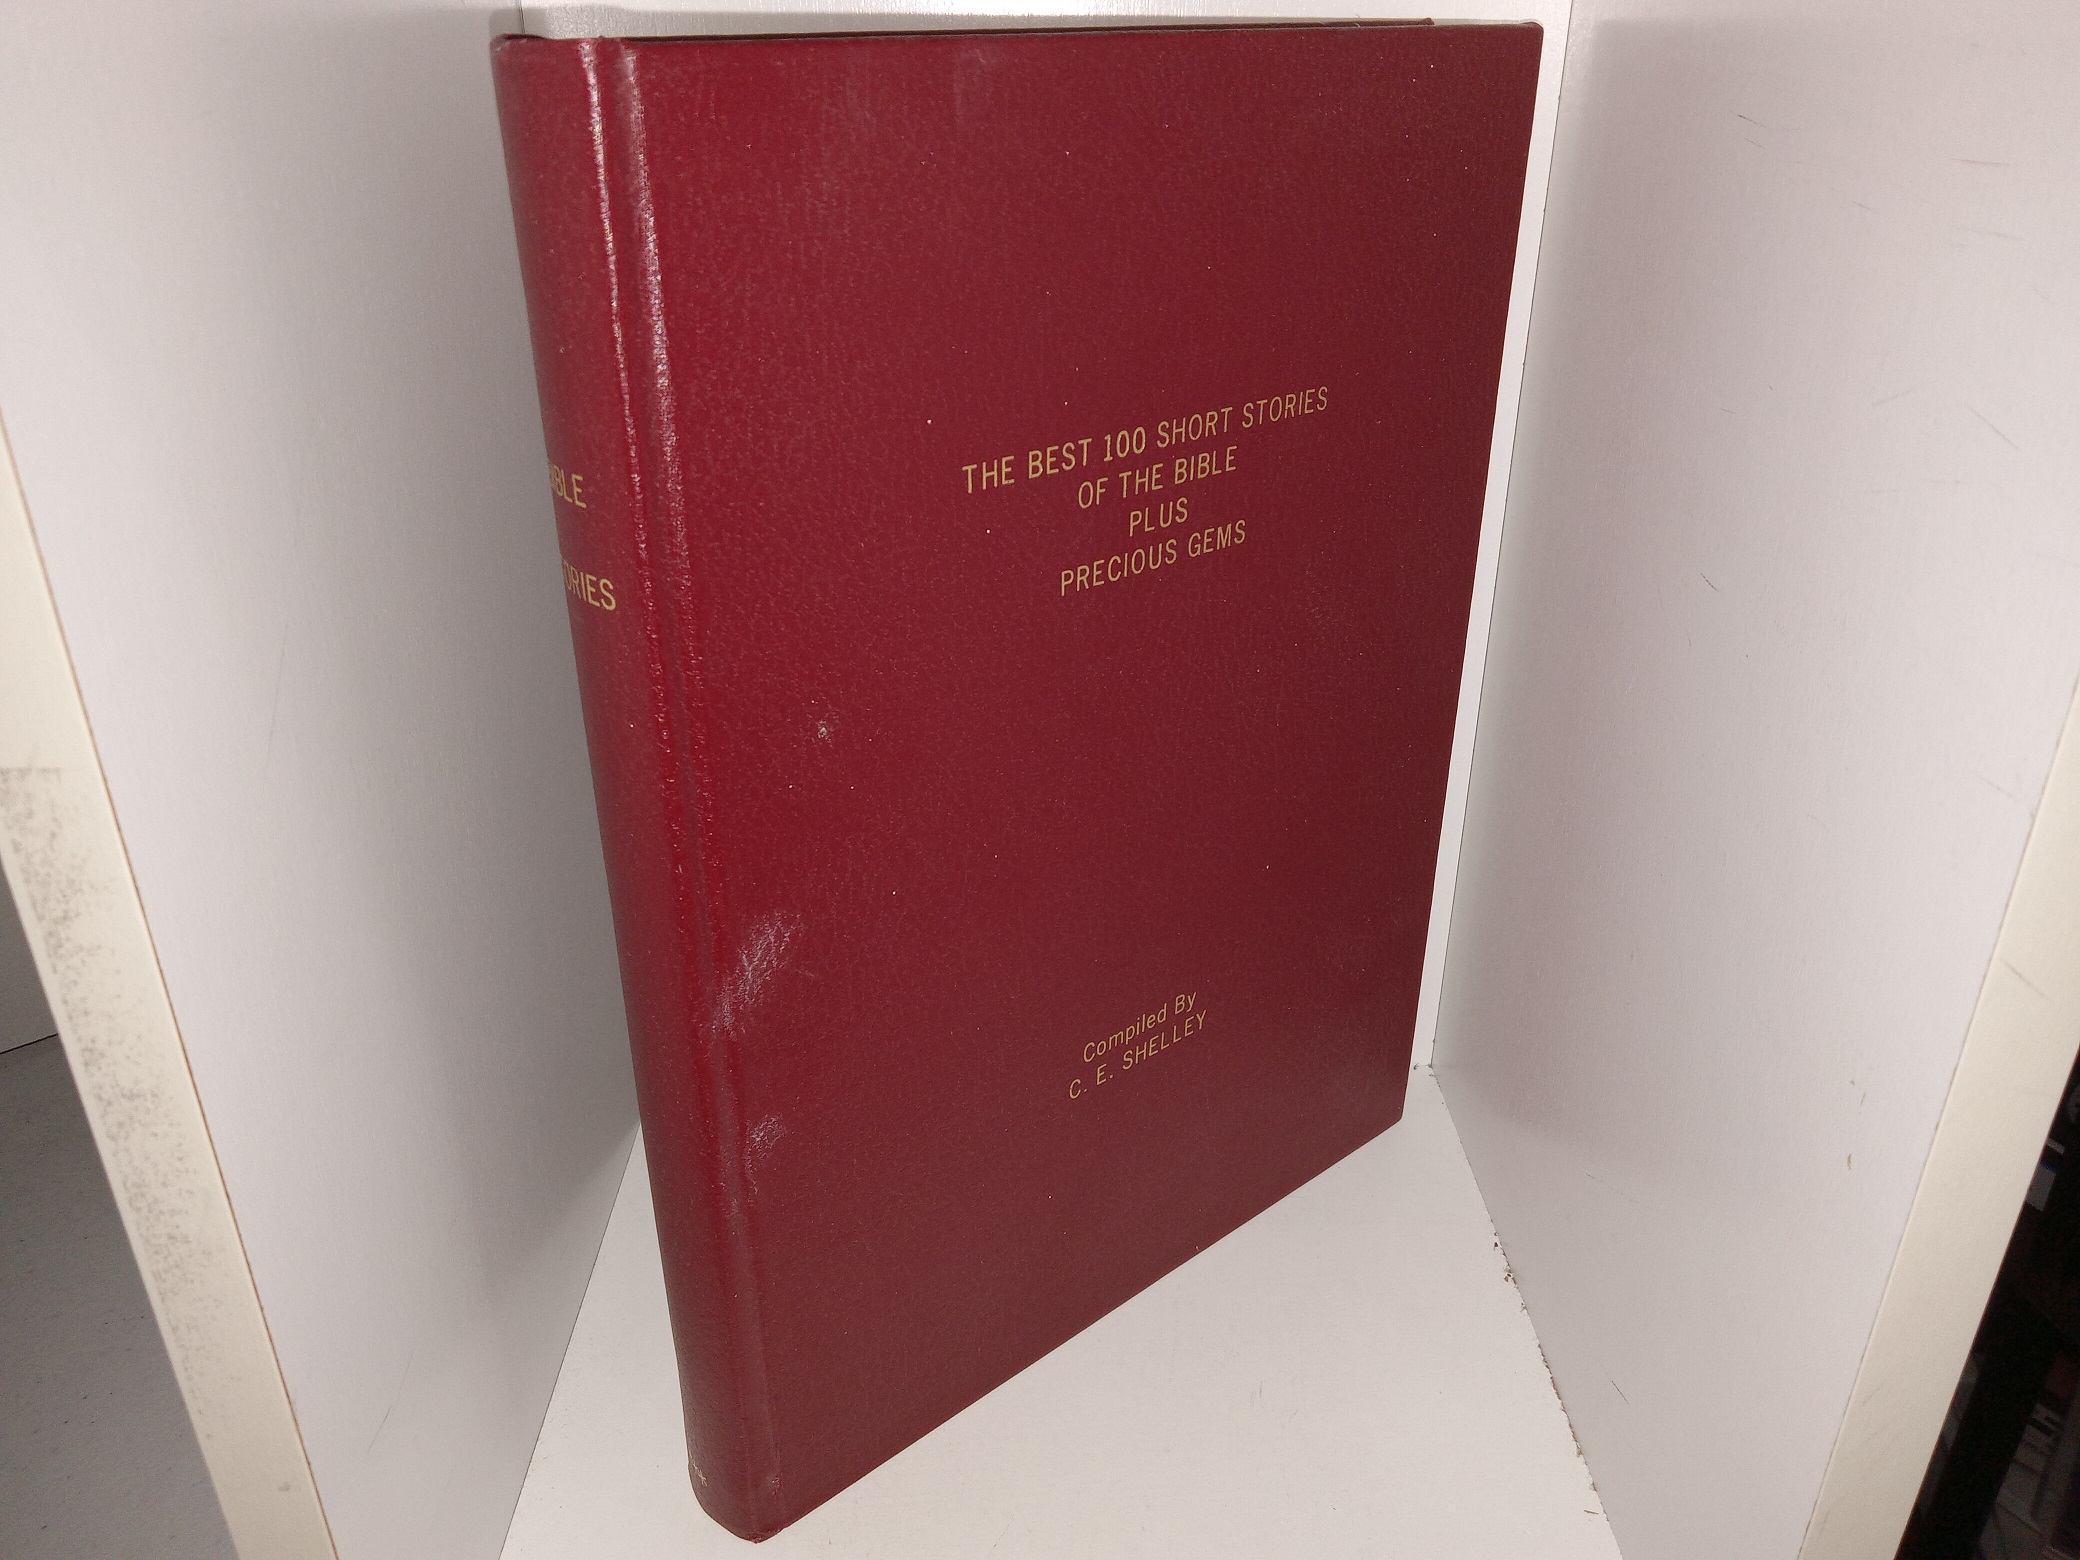 THE BEST 100 SHORT STORIES
OF THE BIBLE
PLUS
PRECIOUS GEMS
Compiled By
C. E. SHELLEY